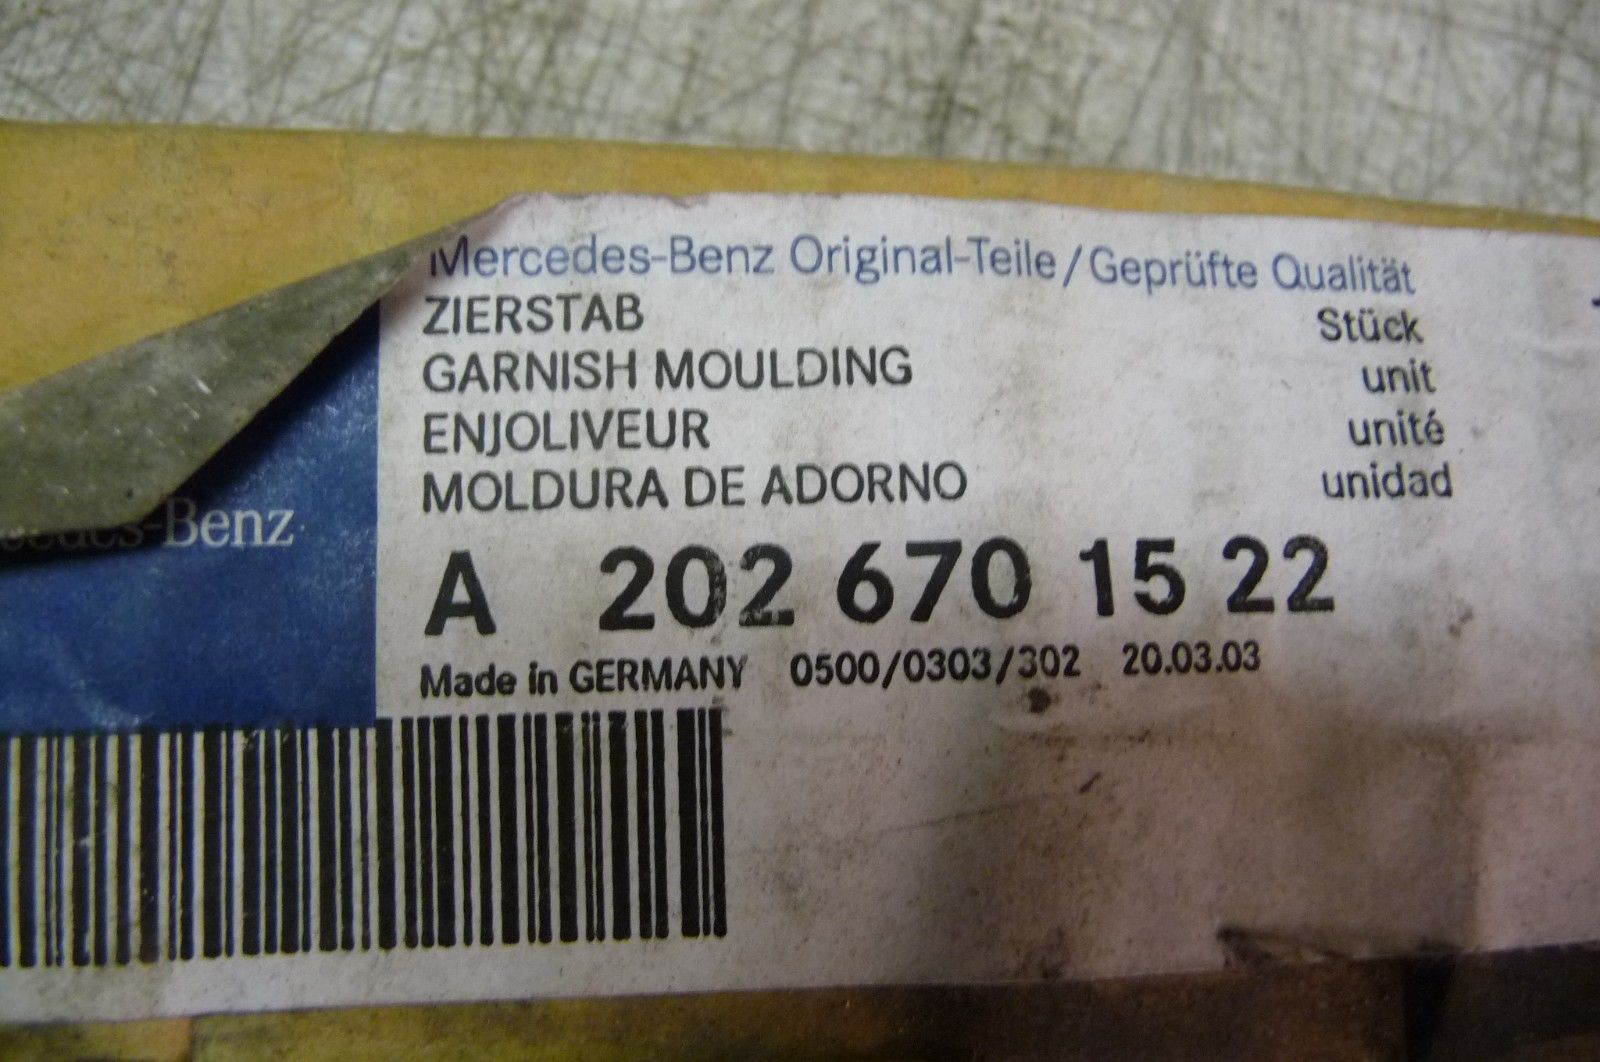 Mercedes-Benz Original-Teile/Geprüfte Qualität
ZIERSTAB Stück
GARNISH MOULDING unit
ENJOLIVEUR unité
MOLDURA DE ADORNO unidad
-Benz
A 202 670 15 22
Made in GERMANY 0500/0303/302 20.03.03